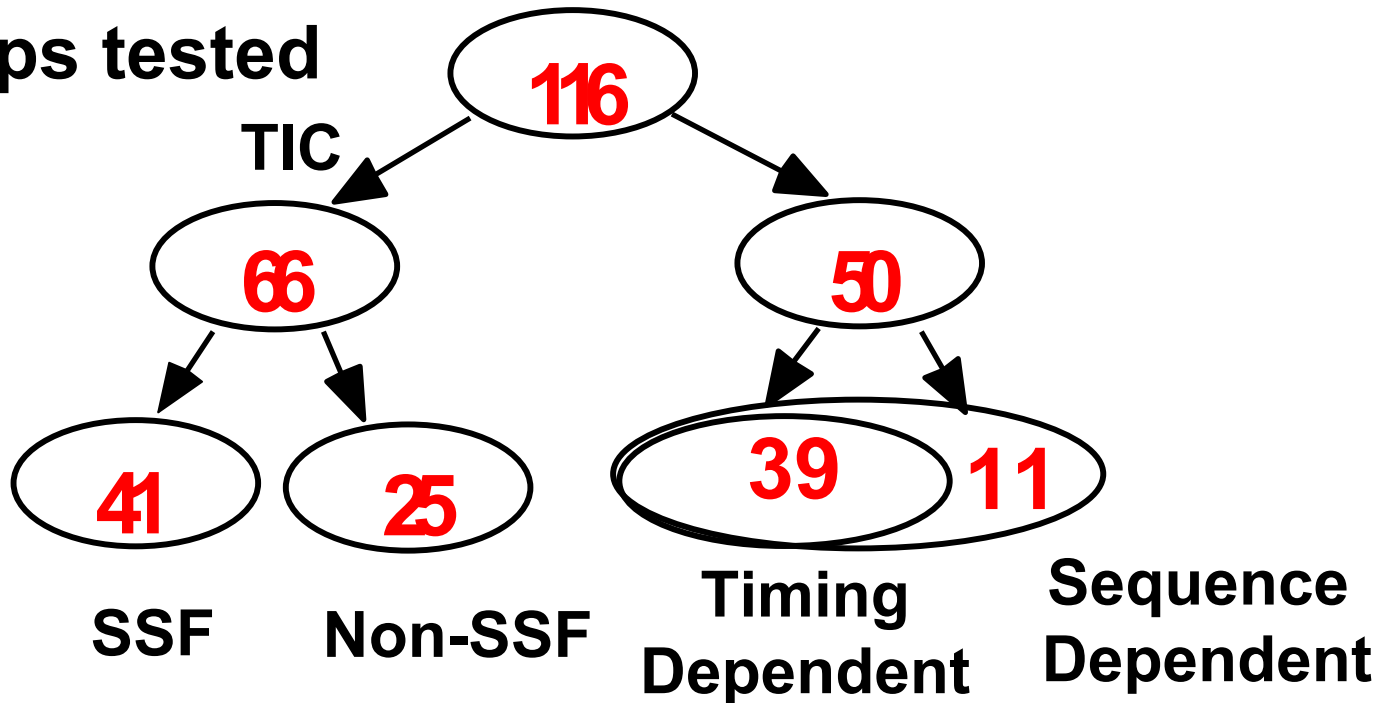 ps tested
116
TIC
66
50
41
25
39
11
SSF
Non-SSF
Timing
Dependent
Sequence
Dependent